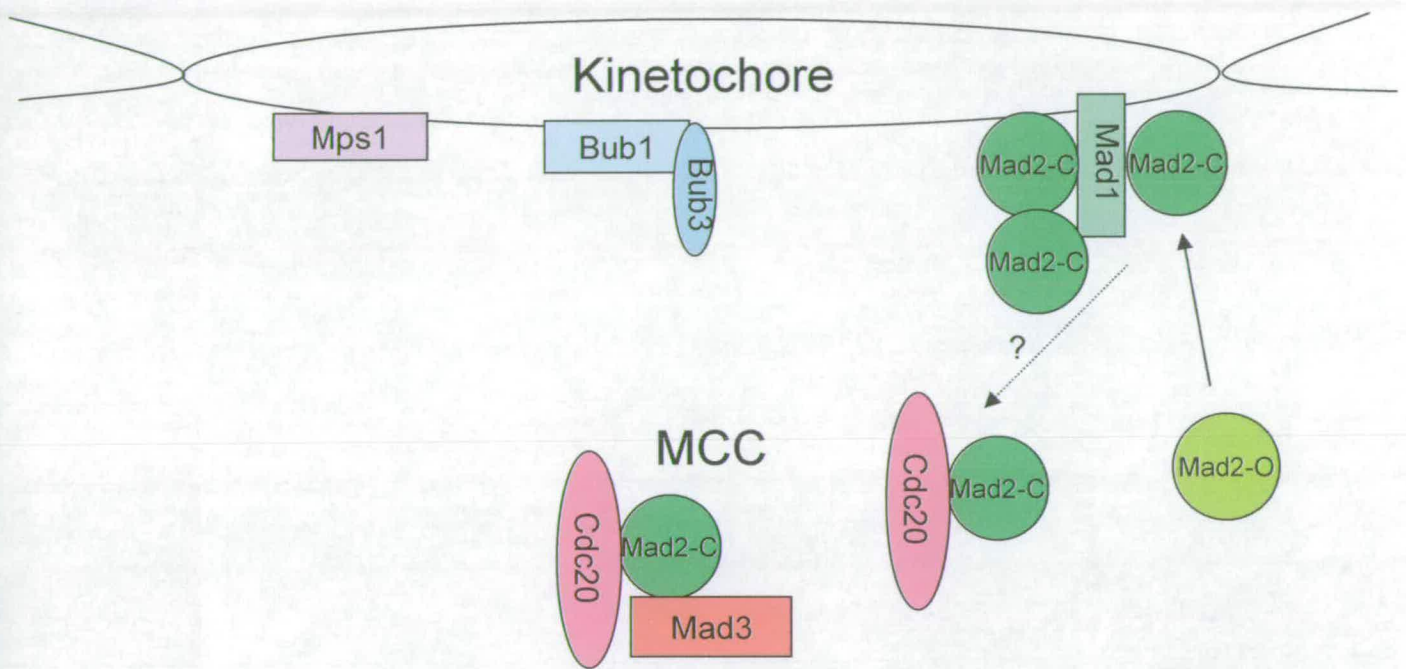 Kinetochore
Mps1
Bub1
Bub3
Mad2-C
Mad1
Mad2-C
Mad2-C
?
MCC
Cdc20
Mad2-C
Mad2-O
Cdc20
Mad2-C
Mad3